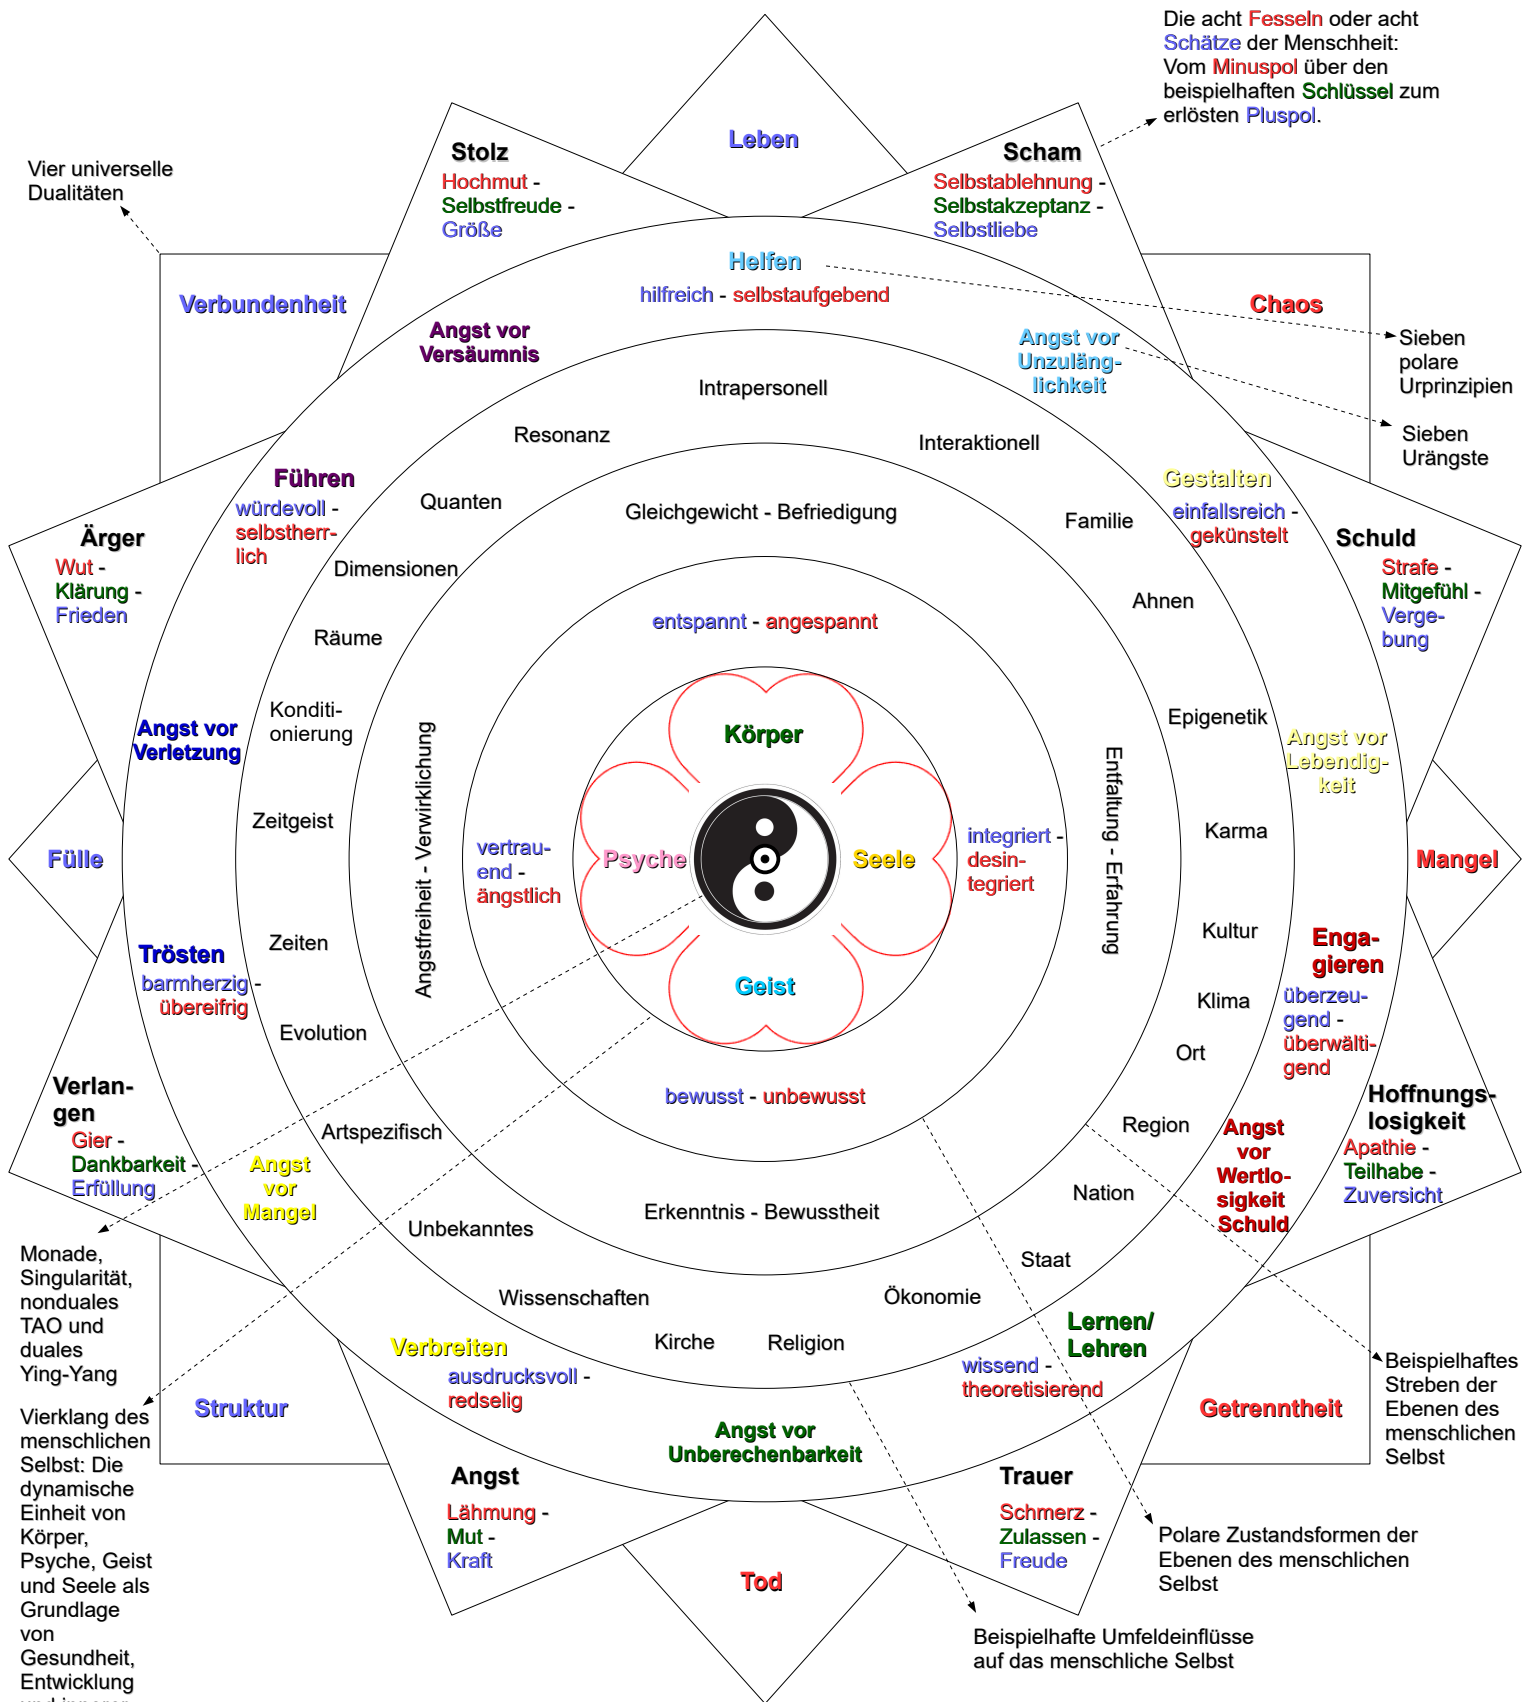 Die acht Fesseln oder acht
Schätze der Menschheit:
Vom Minuspol über den
beispielhaften Schlüssel zum
erlösten Pluspol.
Leben
Stolz
Hochmut -
Selbstfreude -
Größe
Scham
Selbstablehnung -
Selbstakzeptanz -
Selbstliebe
Vier universelle
Dualitäten
Verbundenheit
Chaos
Helfen
hilfreich - selbstaufgebend
Angst vor
Versäumnis
Angst vor
Unzuläng-
lichkeit
Sieben
polare
Urprinzipien
Sieben
Urängste
Intrapersonell
Resonanz
Interaktionell
Führen
würdevoll -
selbstherr-
lich
Quanten
Gleichgewicht - Befriedigung
Familie
Gestalten
einfallsreich -
gekünstelt
Ärger
Wut -
Klärung -
Frieden
Schuld
Strafe -
Mitgefühl -
Verge-
bung
Dimensionen
Ahnen
Räume
entspannt - angespannt
Angst vor
Verletzung
Konditi-
onierung
Angstfreiheit - Verwirklichung
Körper
Entfaltung - Erfahrung
Epigenetik
Angst vor
Lebendig-
keit
Zeitgeist
Karma
Fülle
vertrau-
end -
ängstlich
Psyche
Seele
integriert -
desin-
tegriert
Mangel
Trösten
barmherzig -
übereifrig
Zeiten
Kultur
Enga-
gieren
überzeu-
gend -
überwälti-
gend
Geist
Klima
Evolution
Ort
bewusst - unbewusst
Verlan-
gen
Gier -
Dankbarkeit -
Erfüllung
Hoffnungs-
losigkeit
Apathie -
Teilhabe -
Zuversicht
Artspezifisch
Region
Angst
vor
Mangel
Angst
vor
Wertlo-
sigkeit
Schuld
Nation
Erkenntnis - Bewusstheit
Unbekanntes
Staat
Monade,
Singularität,
nonduales
TAO und
duales
Ying-Yang
Wissenschaften
Ökonomie
Kirche
Religion
Verbreiten
ausdrucksvoll -
redselig
Lernen/
Lehren
wissend -
theoretisierend
Beispielhaftes
Streben der
Ebenen des
menschlichen
Selbst
Struktur
Getrenntheit
Angst vor
Unberechenbarkeit
Vierklang des
menschlichen
Selbst: Die
dynamische
Einheit von
Körper,
Psyche, Geist
und Seele als
Grundlage
von
Gesundheit,
Entwicklung
Angst
Lähmung -
Mut -
Kraft
Trauer
Schmerz -
Zulassen -
Freude
Tod
Polare Zustandsformen der
Ebenen des menschlichen
Selbst
Beispielhafte Umfeldeinflüsse
auf das menschliche Selbst